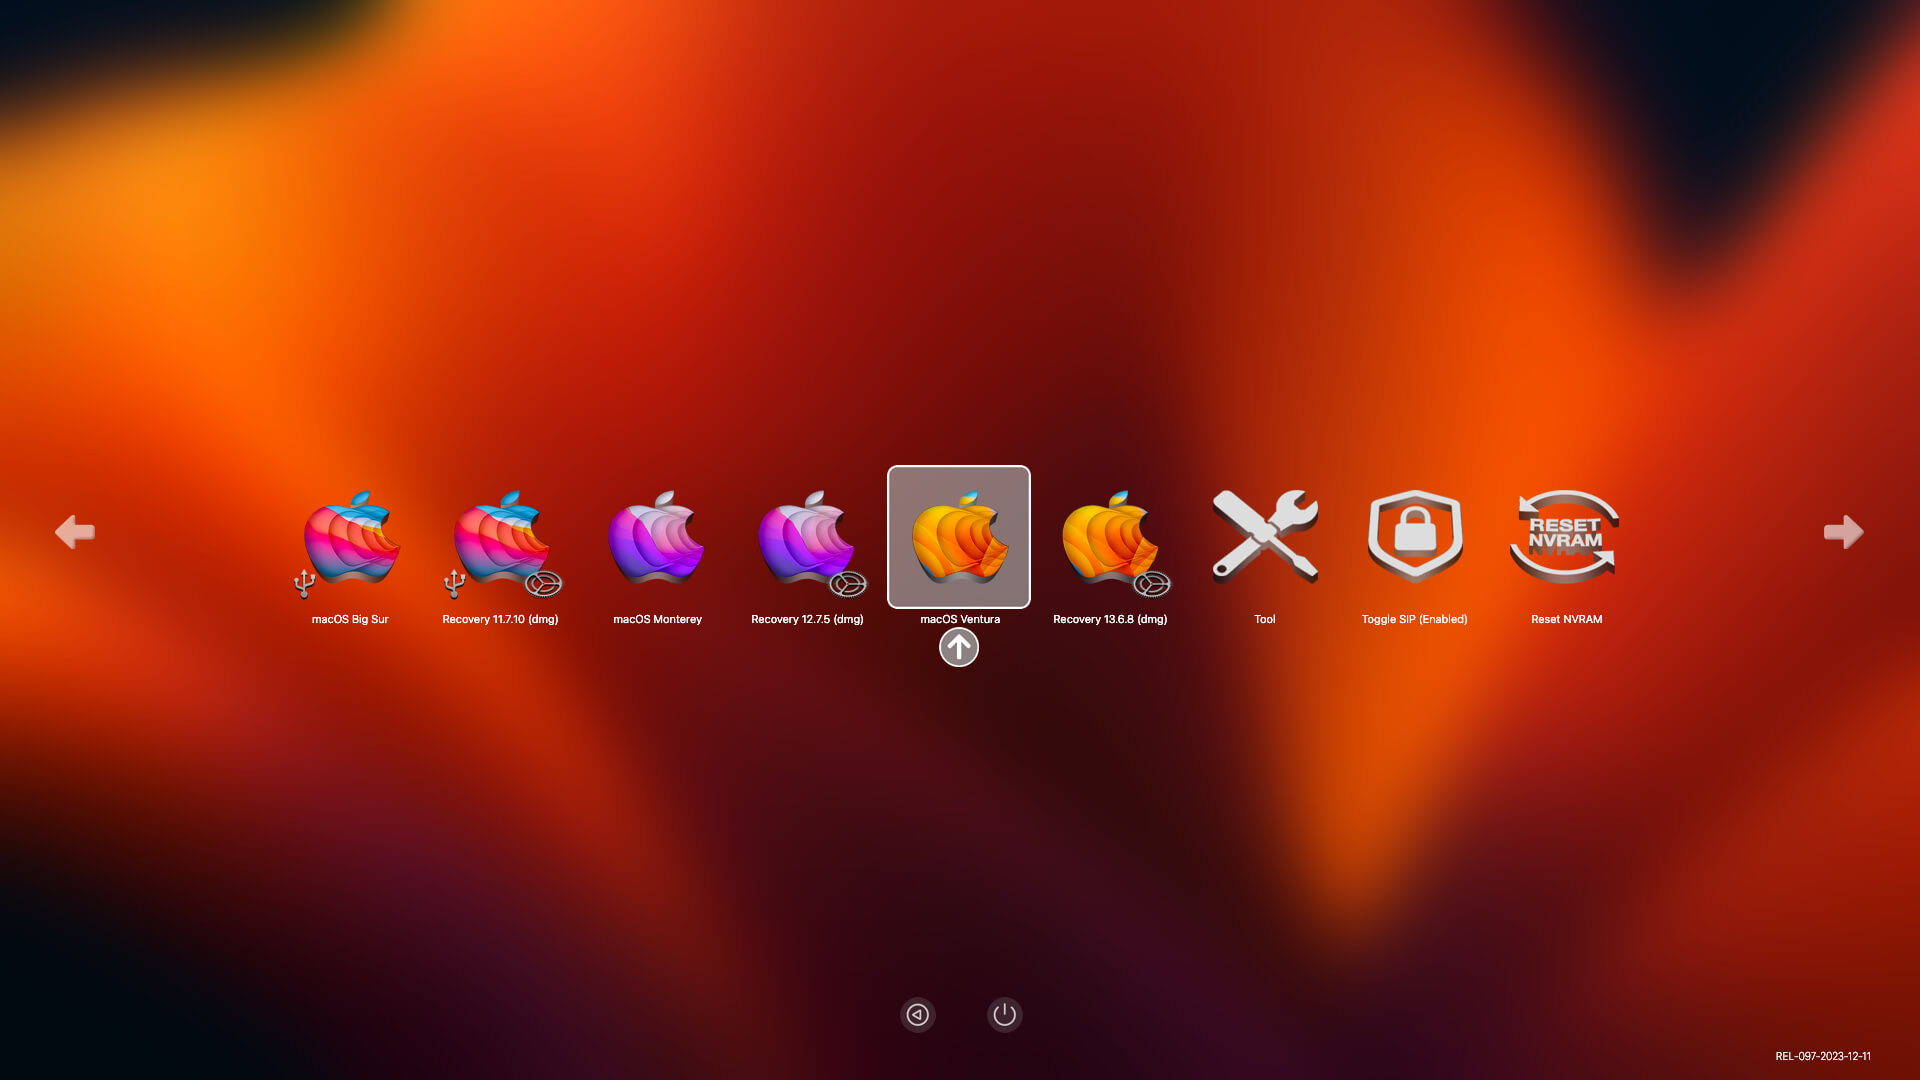 RESET
NVRAM
macOS Big Sur
Recovery 11.7.10 (dmg)
macOS Monterey
Recovery 12.7.5 (dmg)
macOS Ventura
Recovery 13.6.8 (dmg)
Tool
Toggle SIP (Enabled)
Reset NVRAM
REL-097-2023-12-11